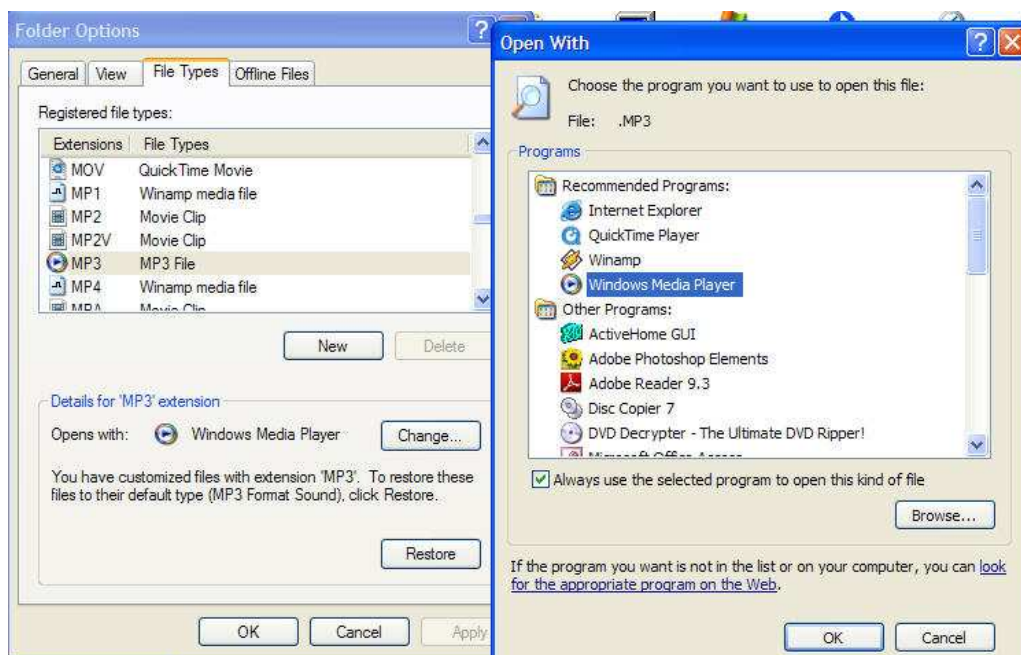 Folder Options
General View File Types Offline Files
Registered file types:
Extensions File Types
MOV QuickTime Movie
MP1 Winamp media file
MP2 Movie Clip
MP2V Movie Clip
MP3 MP3 File
MP4 Winamp media file
MPA Movie Clip
New Delete
Details for 'MP3' extension
Opens with: Windows Media Player Change...
You have customized files with extension 'MP3'. To restore these
files to their default type (MP3 Format Sound), click Restore.
Restore
OK Cancel Apply
Open With
Choose the program you want to use to open this file:
File: .MP3
Programs
Recommended Programs:
Internet Explorer
QuickTime Player
Winamp
Windows Media Player
Other Programs:
ActiveHome GUI
Adobe Photoshop Elements
Adobe Reader 9.3
Disc Copier 7
DVD Decrypter - The Ultimate DVD Ripper!
Microsoft Office Access
Always use the selected program to open this kind of file
Browse...
If the program you want is not in the list or on your computer, you can look
for the appropriate program on the Web.
OK Cancel